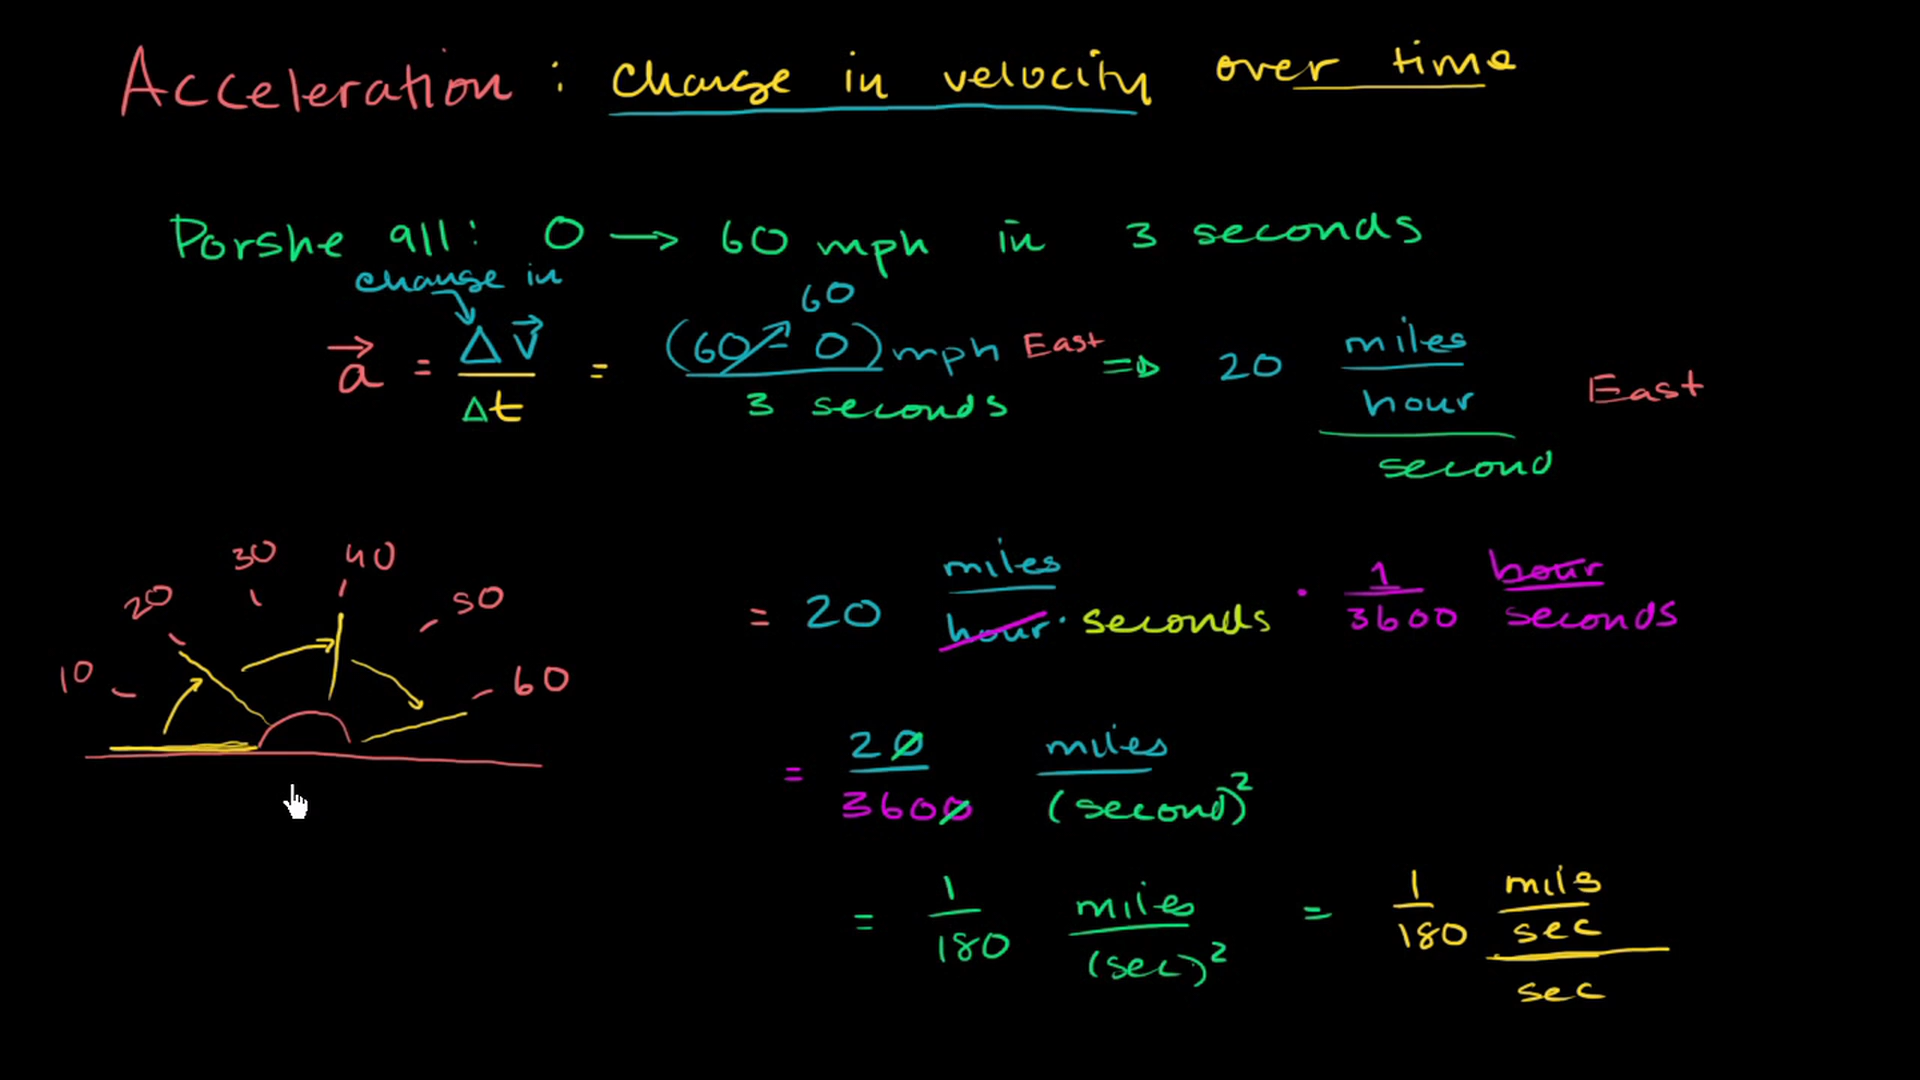 Acceleration : change in velocity over time
Porshe 911: 0 → 60 mph in 3 seconds
change in
60
a⃗ = Δv⃗ / Δt = (60 - 0) mph East / 3 seconds ⇒ 20 miles / hour / second East
10 20 30 40 50 60
= 20 miles / hour · seconds · 1 / 3600 hour / seconds
= 20 / 3600 miles / (second)²
= 1 / 180 miles / (sec)² = 1 / 180 mils / sec / sec